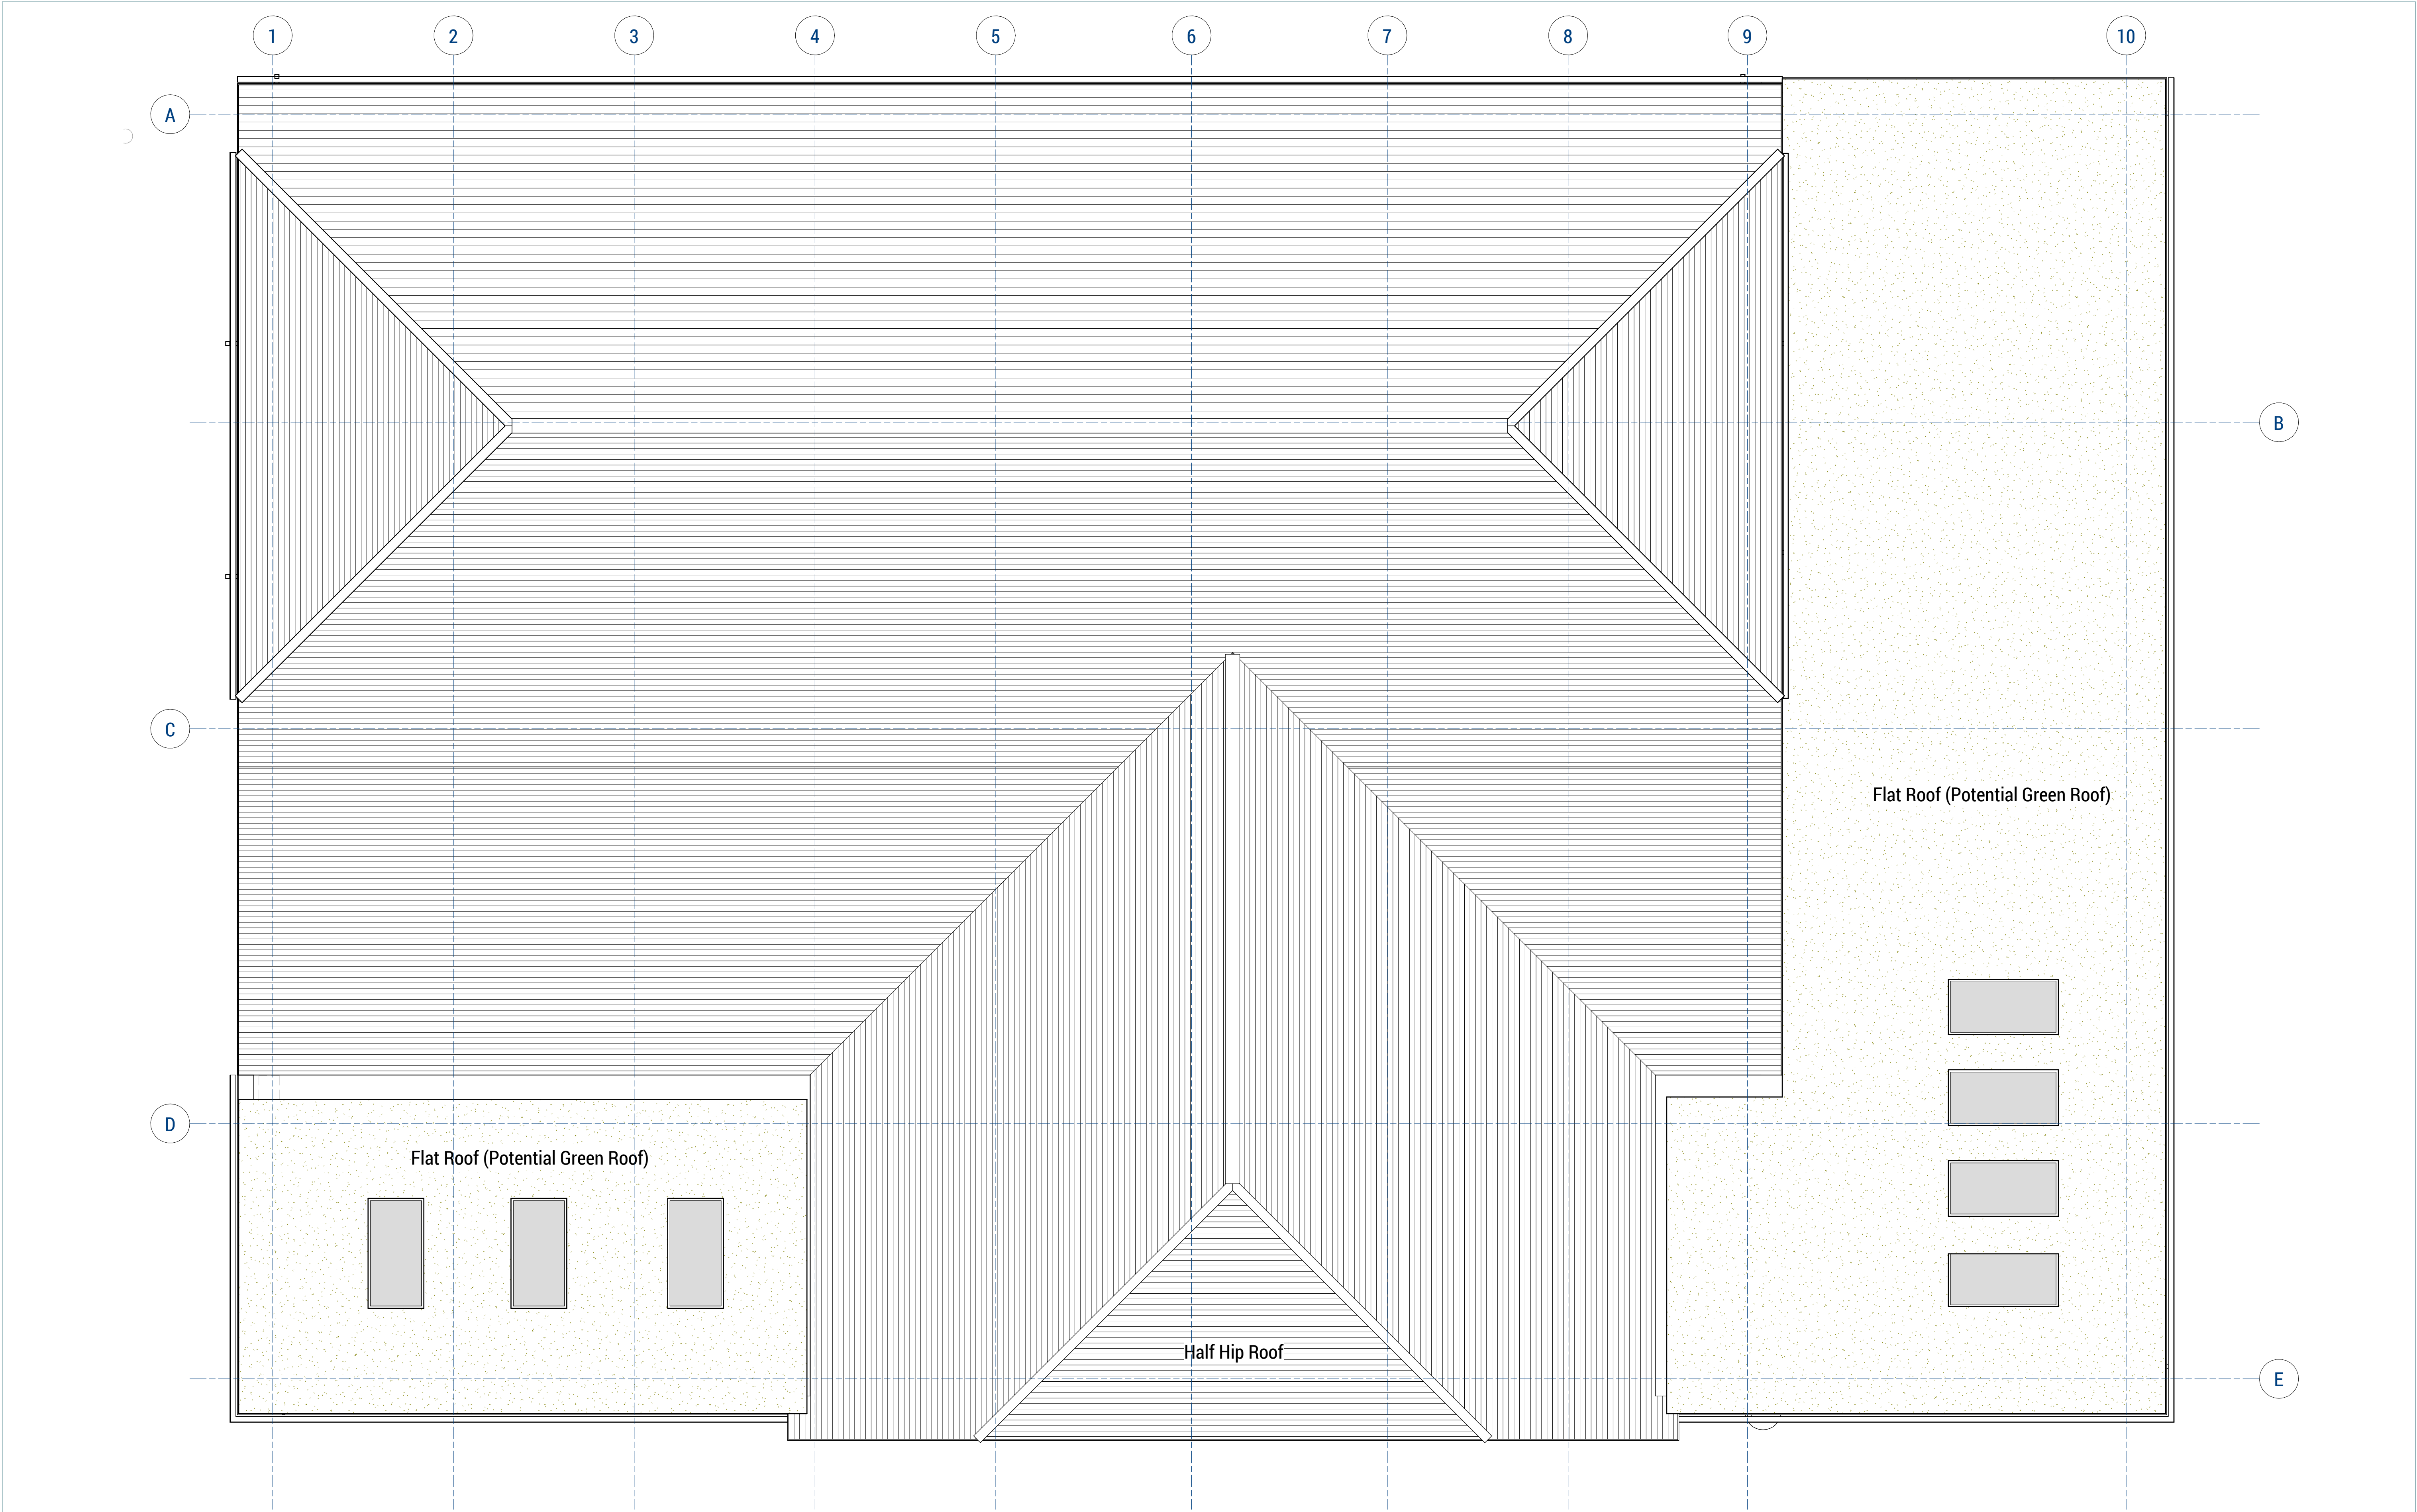 1 2 3 4 5 6 7 8 9 10
A
B
C
Flat Roof (Potential Green Roof)
D
Flat Roof (Potential Green Roof)
Half Hip Roof
E